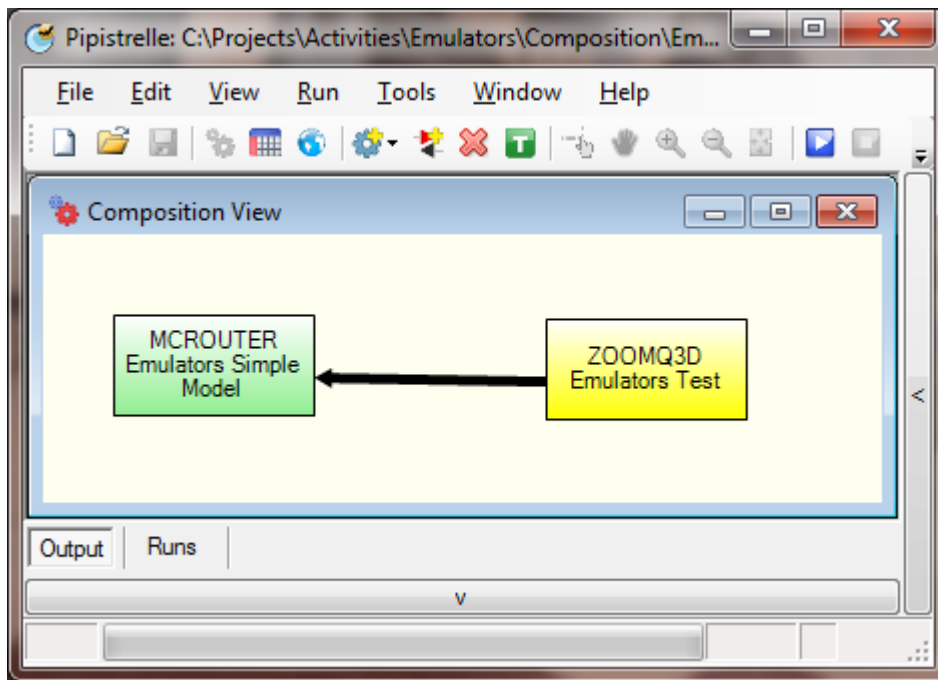 Pipistrelle: C:\Projects\Activities\Emulators\Composition\Em...
File Edit View Run Tools Window Help
T
Composition View
MCROUTER
Emulators Simple
Model
ZOOMQ3D
Emulators Test
<
Output Runs
v